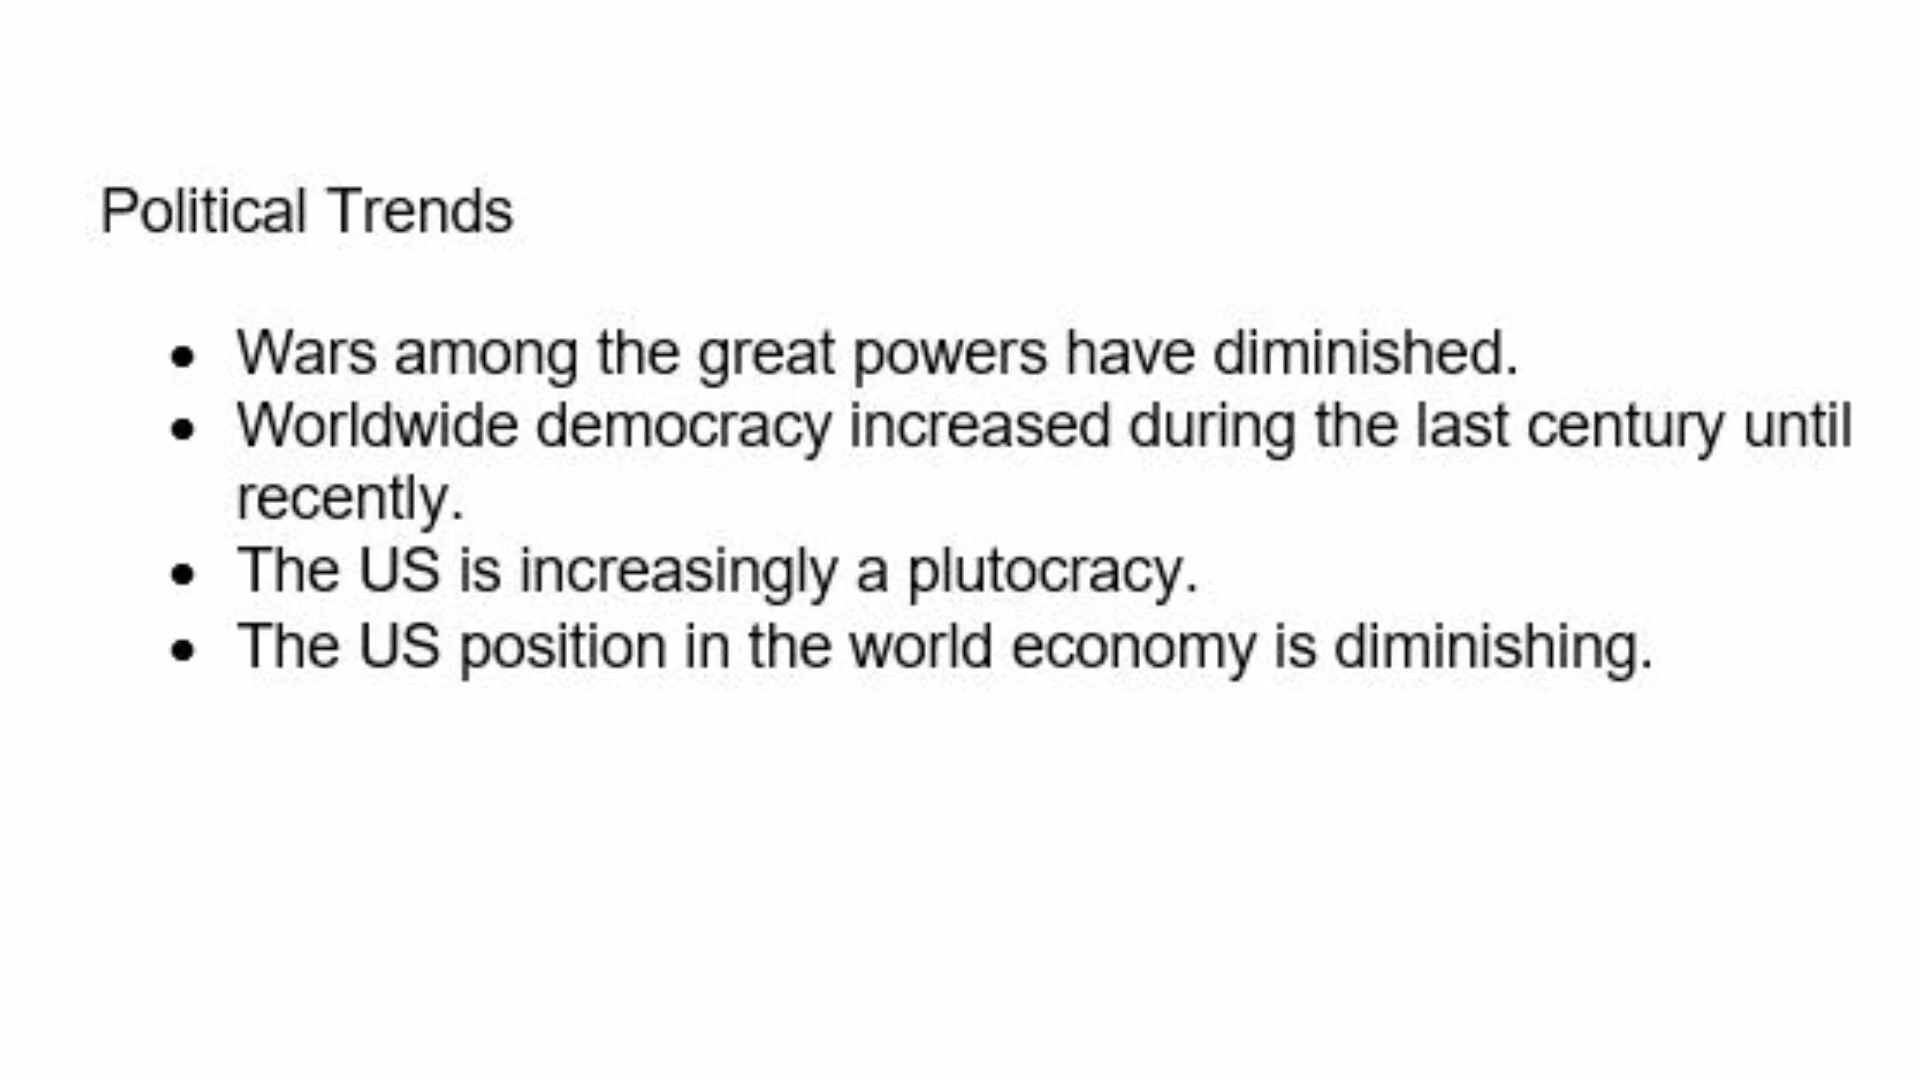 Political Trends
• Wars among the great powers have diminished.
• Worldwide democracy increased during the last century until
recently.
• The US is increasingly a plutocracy.
• The US position in the world economy is diminishing.